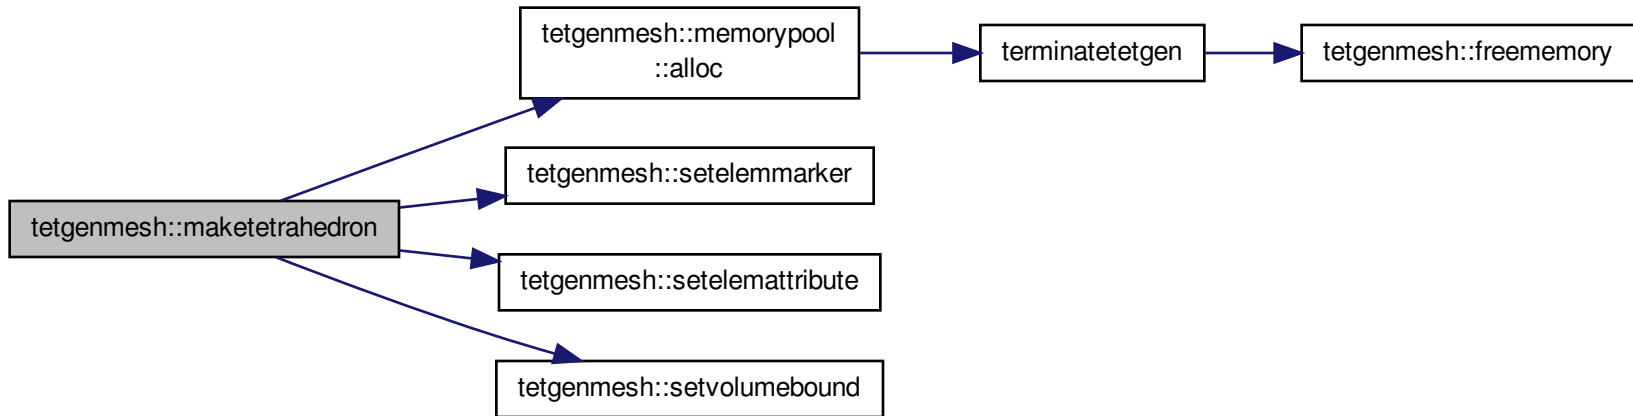 tetgenmesh::memorypool
::alloc
terminatetetgen
tetgenmesh::freememory
tetgenmesh::setelemmarker
tetgenmesh::maketetrahedron
tetgenmesh::setelemattribute
tetgenmesh::setvolumebound